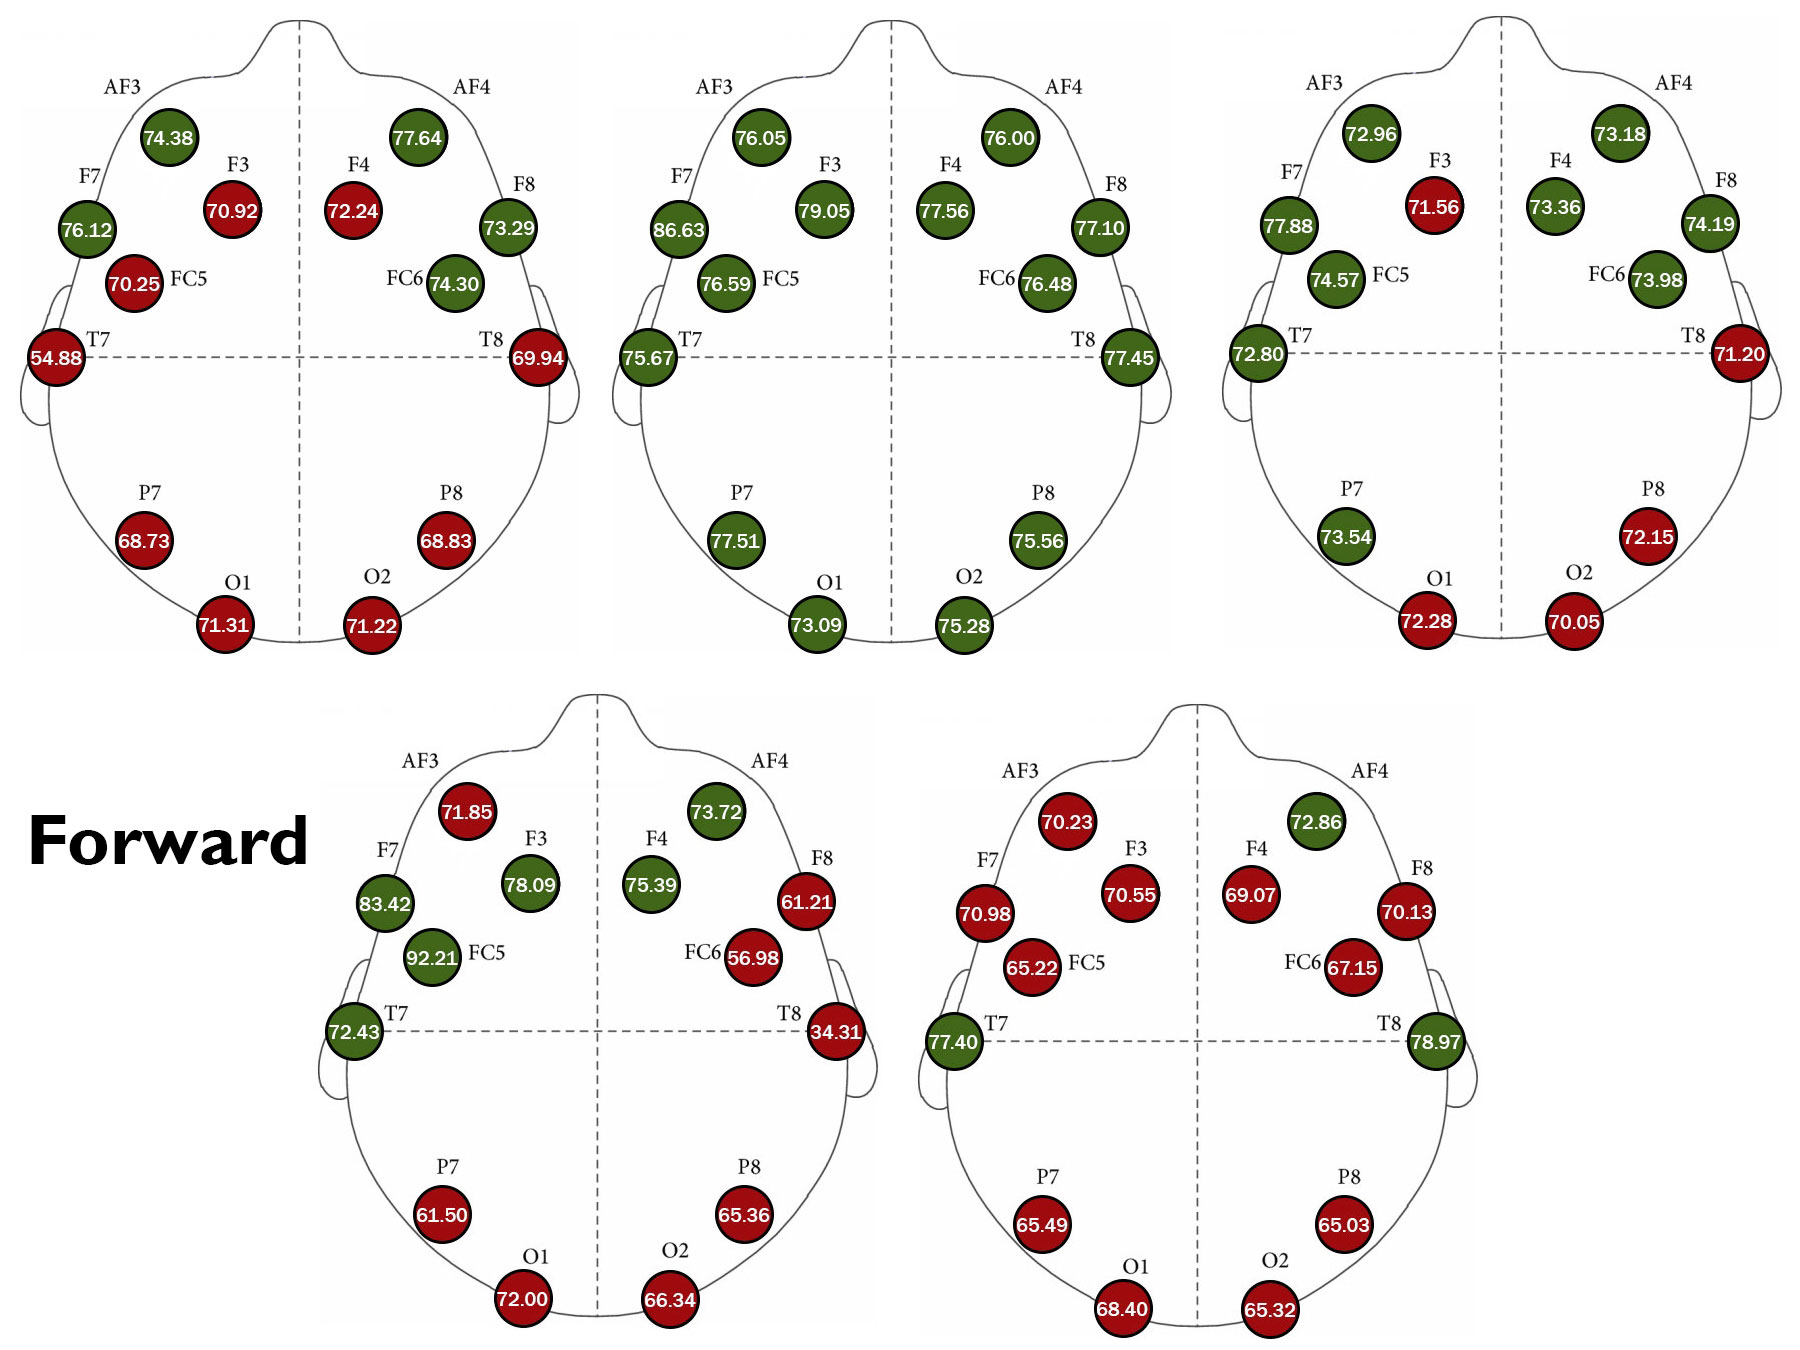 AF3 AF4
74.38 77.64
F7 F3 F4 F8
76.12 70.92 72.24 73.29
70.25 FC5 FC6 74.30
54.88 T7 T8 69.94
P7 P8
68.73 68.83
O1 O2
71.31 71.22
AF3 AF4
76.05 76.00
F7 F3 F4 F8
86.63 79.05 77.56 77.10
76.59 FC5 FC6 76.48
75.67 T7 T8 77.45
P7 P8
77.51 75.56
O1 O2
73.09 75.28
AF3 AF4
72.96 73.18
F7 F3 F4 F8
77.88 71.56 73.36 74.19
74.57 FC5 FC6 73.98
72.80 T7 T8 71.20
P7 P8
73.54 72.15
O1 O2
72.28 70.05
Forward
AF3 AF4
71.85 73.72
F7 F3 F4 F8
83.42 78.09 75.39 61.21
92.21 FC5 FC6 56.98
72.43 T7 T8 34.31
P7 P8
61.50 65.36
O1 O2
72.00 66.34
AF3 AF4
70.23 72.86
F7 F3 F4 F8
70.98 70.55 69.07 70.13
65.22 FC5 FC6 67.15
77.40 T7 T8 78.97
P7 P8
65.49 65.03
O1 O2
68.40 65.32